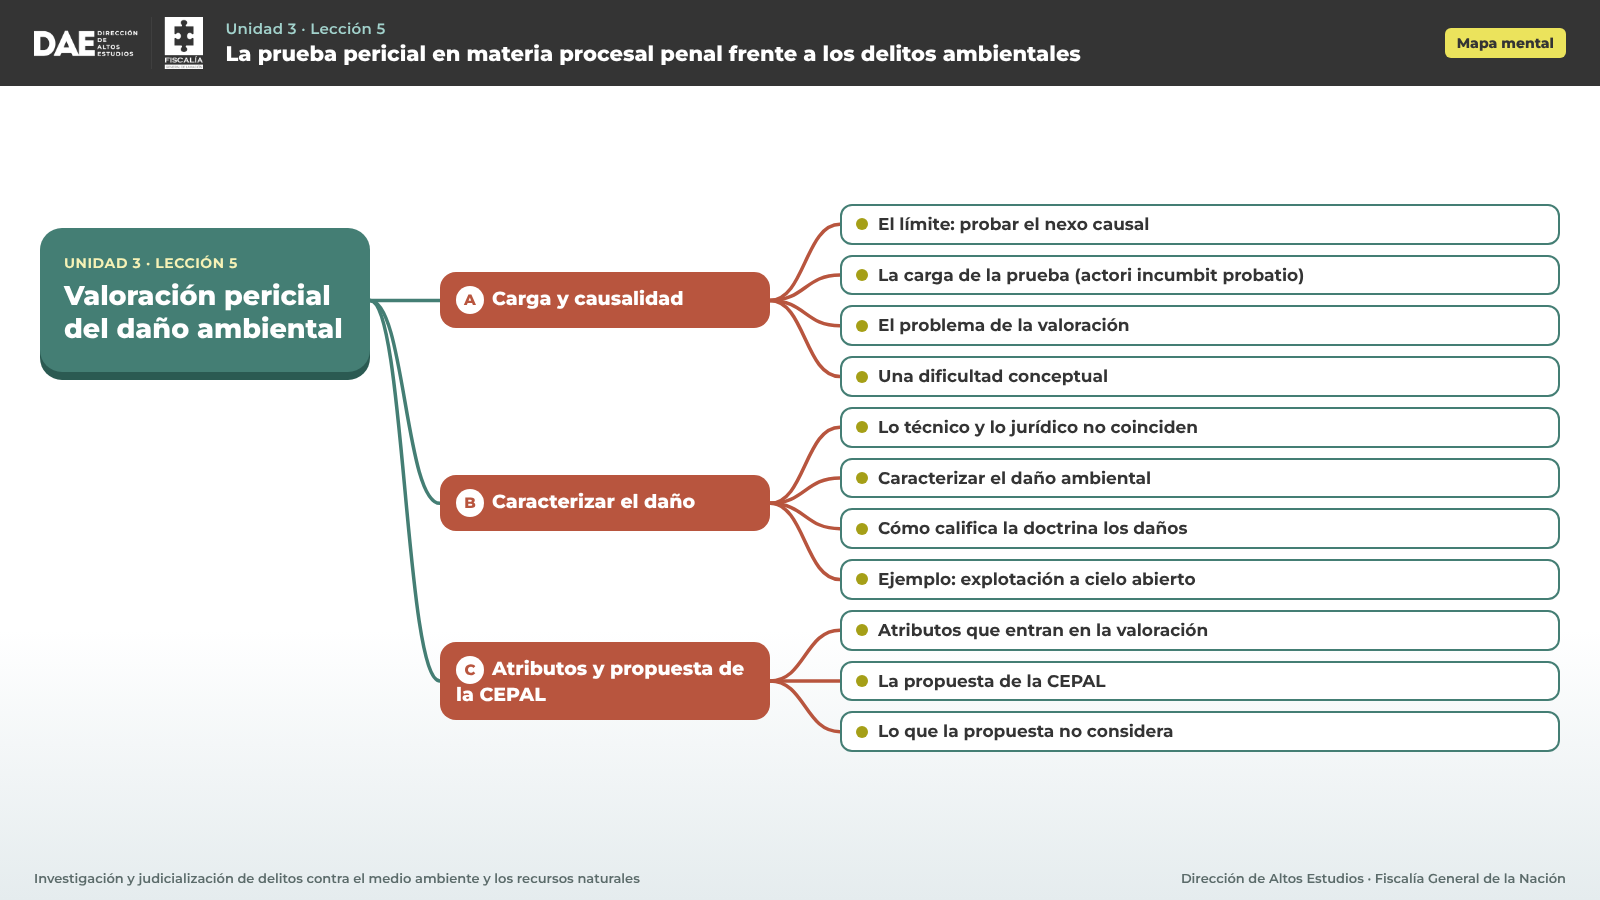 DAE DIRECCIÓN
DE
ALTOS
ESTUDIOS
FISCALÍA
Unidad 3 · Lección 5
La prueba pericial en materia procesal penal frente a los delitos ambientales
Mapa mental
UNIDAD 3 · LECCIÓN 5
Valoración pericial
del daño ambiental
A Carga y causalidad
El límite: probar el nexo causal
La carga de la prueba (actori incumbit probatio)
El problema de la valoración
Una dificultad conceptual
B Caracterizar el daño
Lo técnico y lo jurídico no coinciden
Caracterizar el daño ambiental
Cómo califica la doctrina los daños
Ejemplo: explotación a cielo abierto
C Atributos y propuesta de
la CEPAL
Atributos que entran en la valoración
La propuesta de la CEPAL
Lo que la propuesta no considera
Investigación y judicialización de delitos contra el medio ambiente y los recursos naturales
Dirección de Altos Estudios · Fiscalía General de la Nación